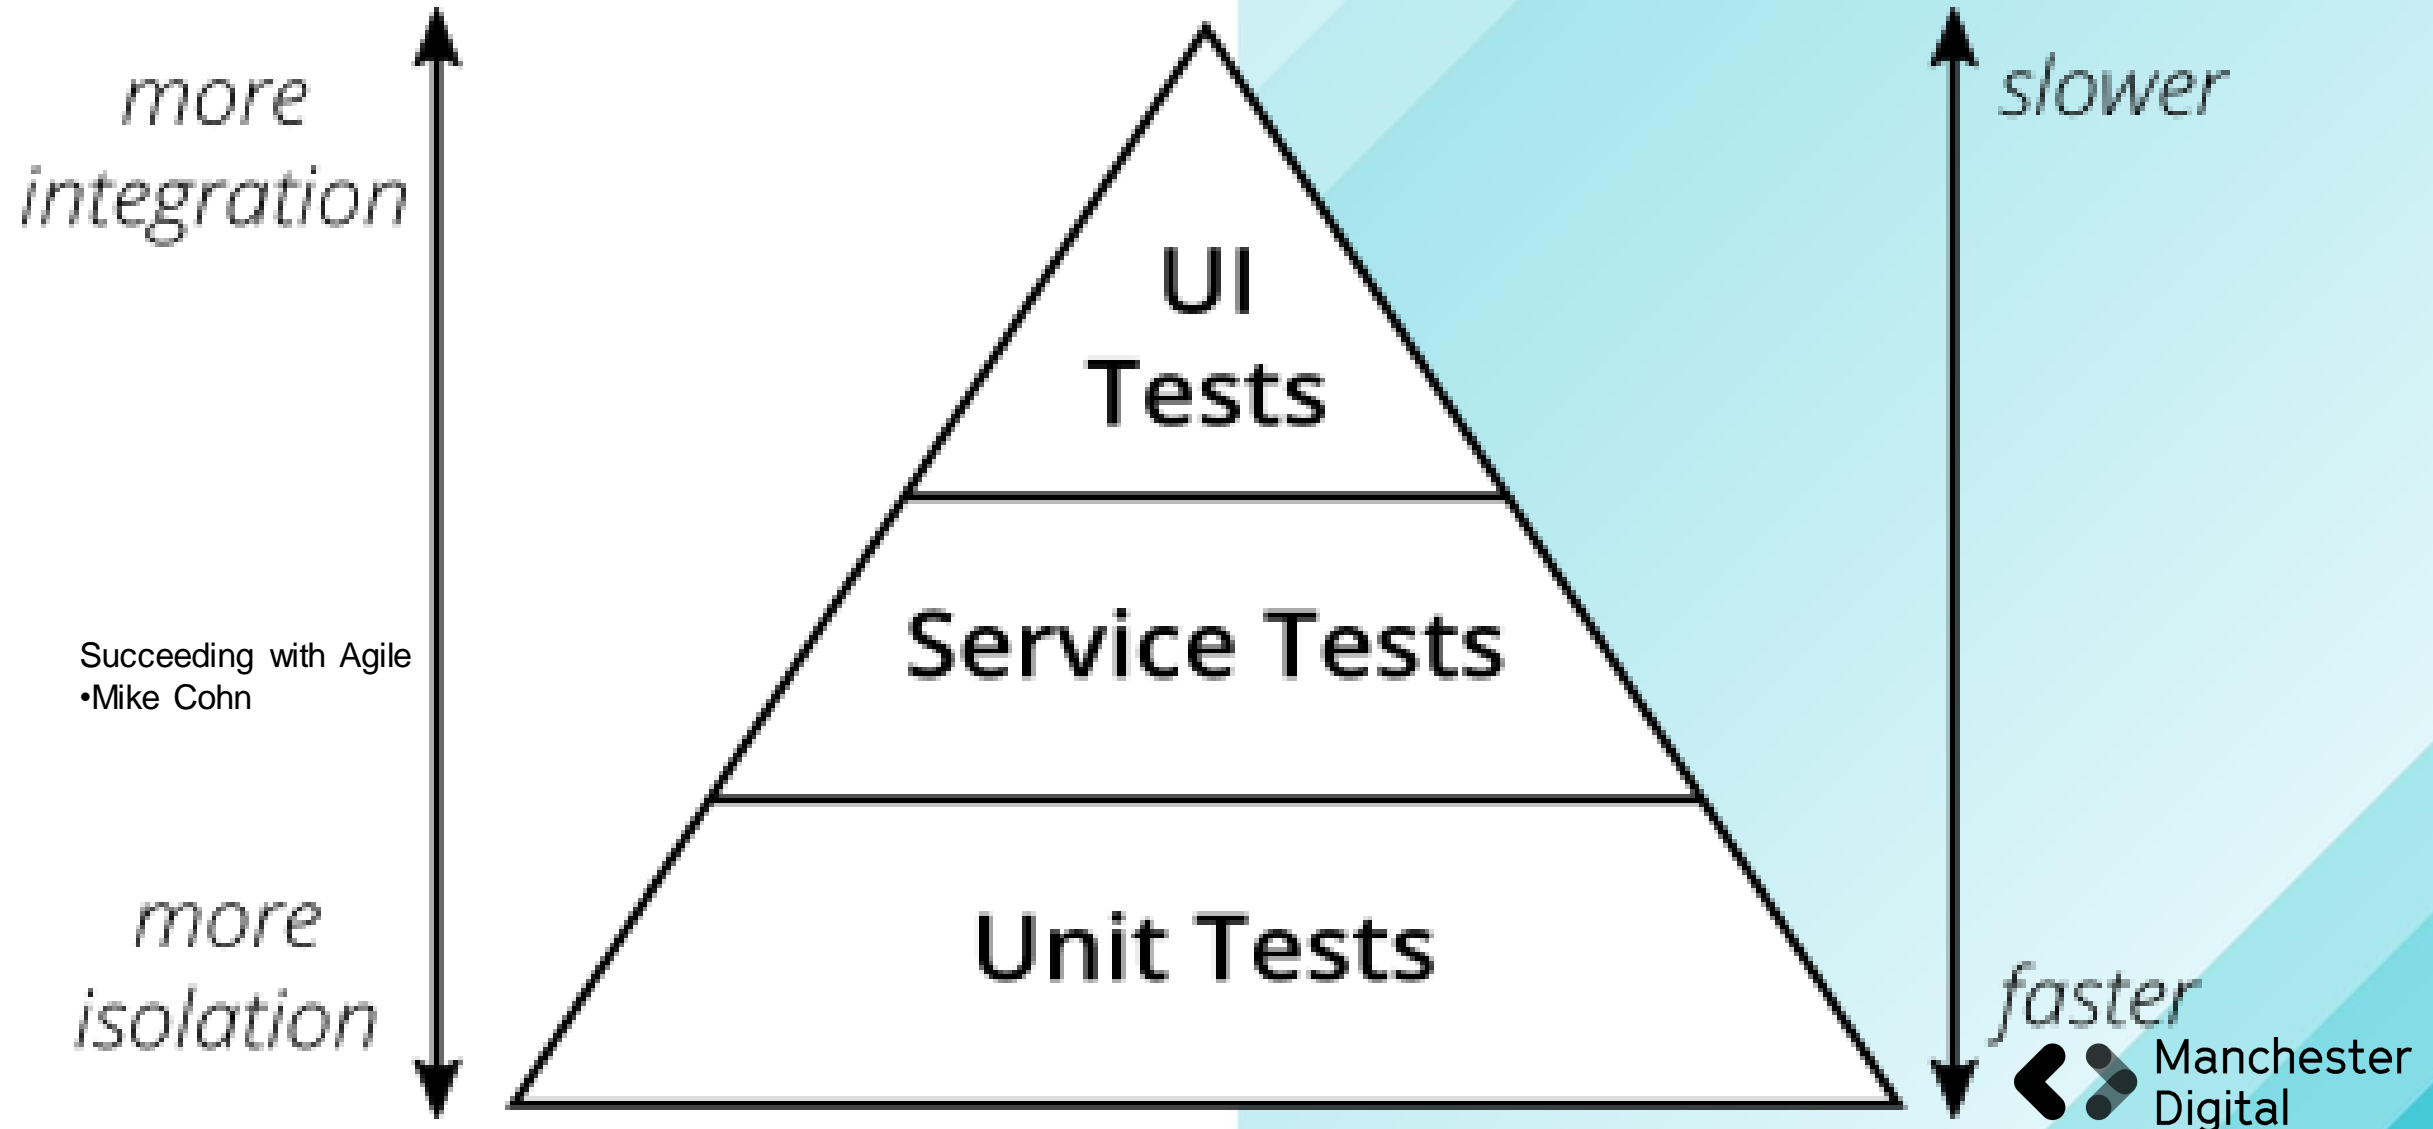 more
integration
slower
UI
Tests
Service Tests
Succeeding with Agile
•Mike Cohn
more
isolation
Unit Tests
faster
Manchester
Digital